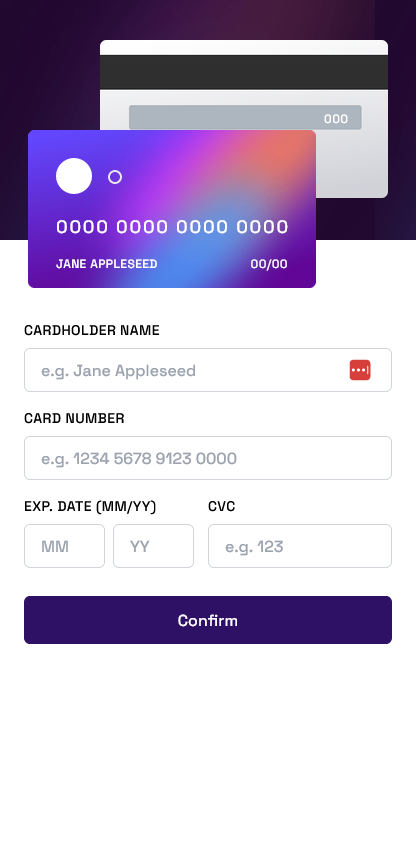 000
0000 0000 0000 0000
JANE APPLESEED 00/00
CARDHOLDER NAME
e.g. Jane Appleseed
CARD NUMBER
e.g. 1234 5678 9123 0000
EXP. DATE (MM/YY) CVC
MM YY e.g. 123
Confirm